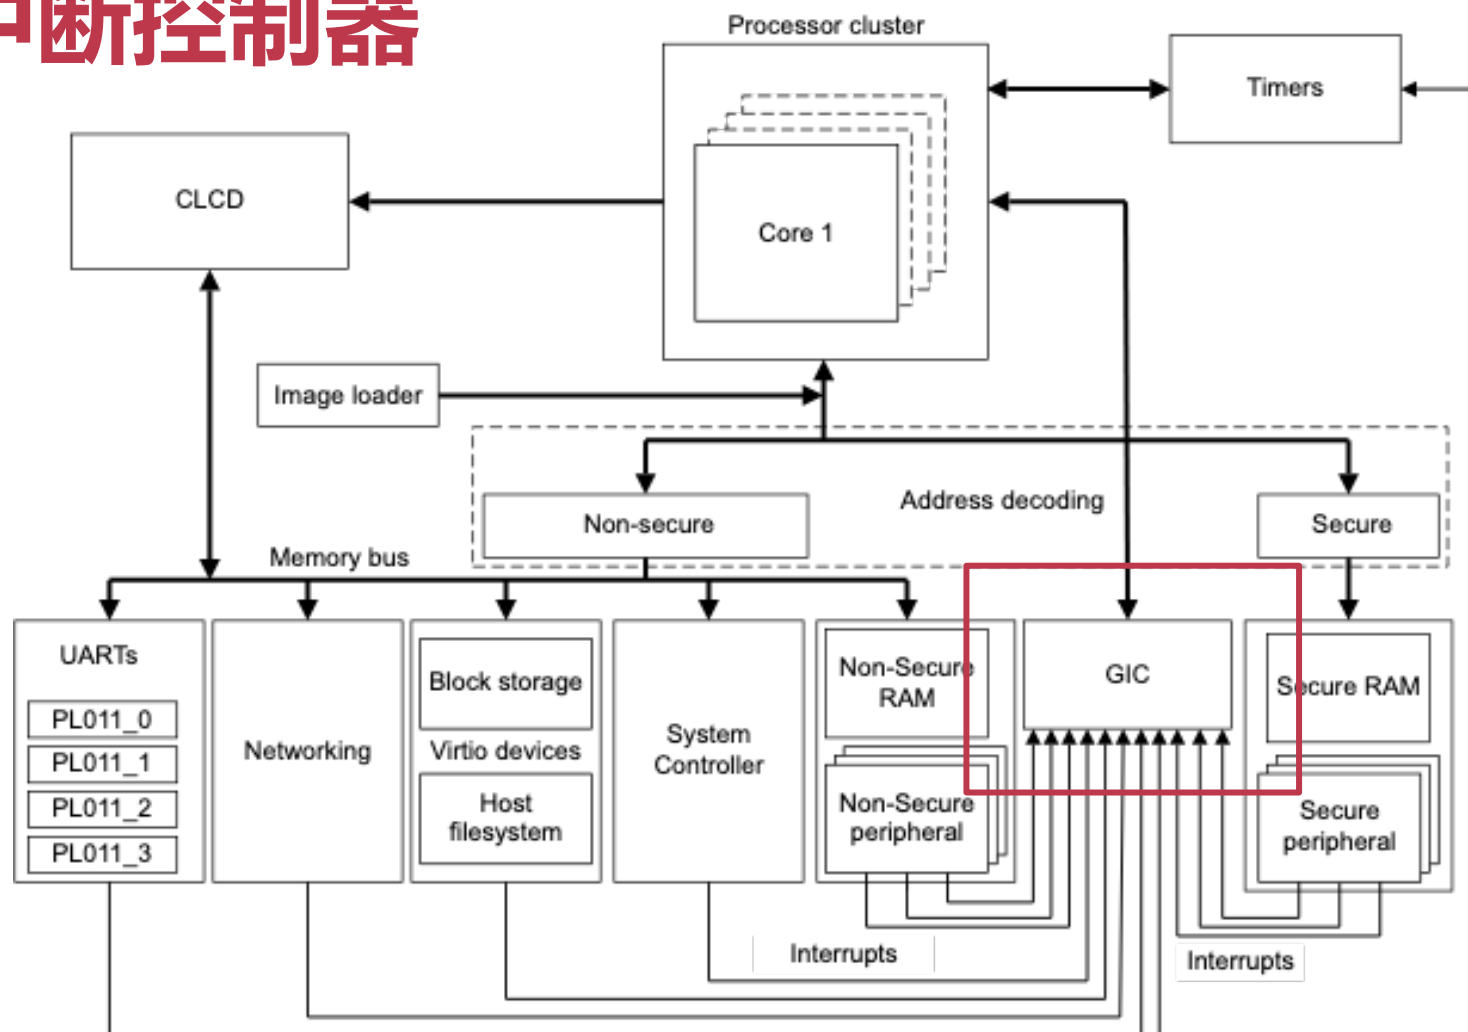 中断控制器
Processor cluster
Timers
CLCD
Core 1
Image loader
Address decoding
Non-secure
Secure
Memory bus
UARTs
PL011_0
PL011_1
PL011_2
PL011_3
Networking
Block storage
Virtio devices
Host
filesystem
System
Controller
Non-Secure
RAM
Non-Secure
peripheral
GIC
Secure RAM
Secure
peripheral
Interrupts
Interrupts